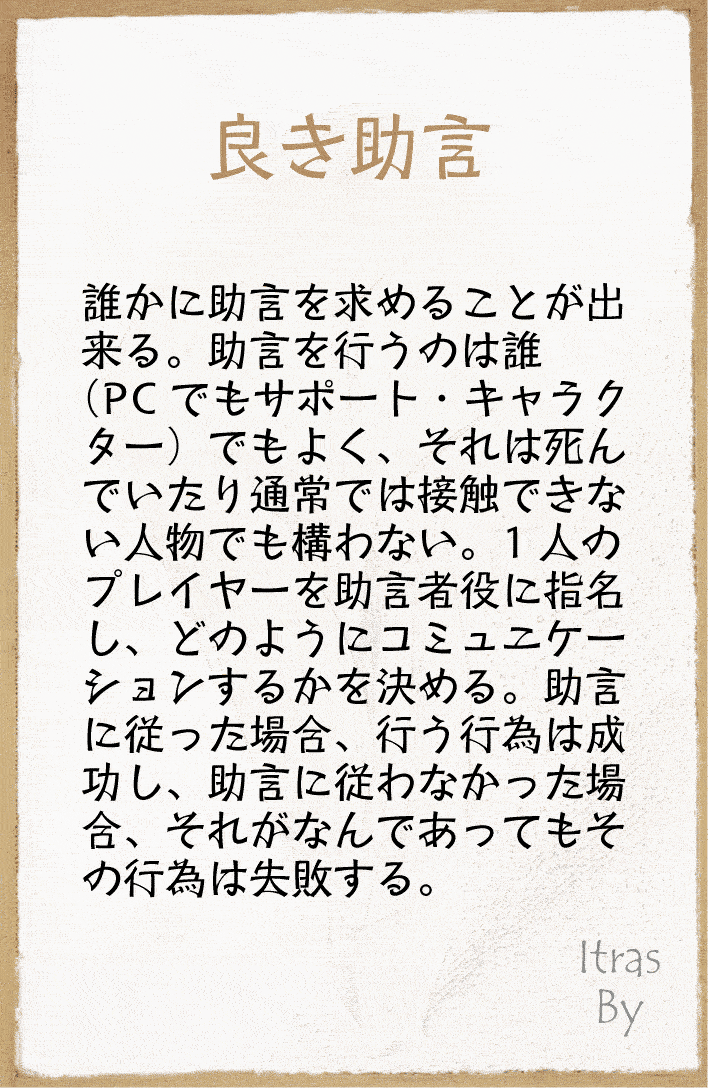 良き助言
誰かに助言を求めることが出
来る。助言を行うのは誰
（PC でもサポート・キャラク
ター）でもよく、それは死ん
でいたり通常では接触できな
い人物でも構わない。1 人の
プレイヤーを助言者役に指名
し、どのようにコミュニケー
ションするかを決める。助言
に従った場合、行う行為は成
功し、助言に従わなかった場
合、それがなんであってもそ
の行為は失敗する。
Itras
By